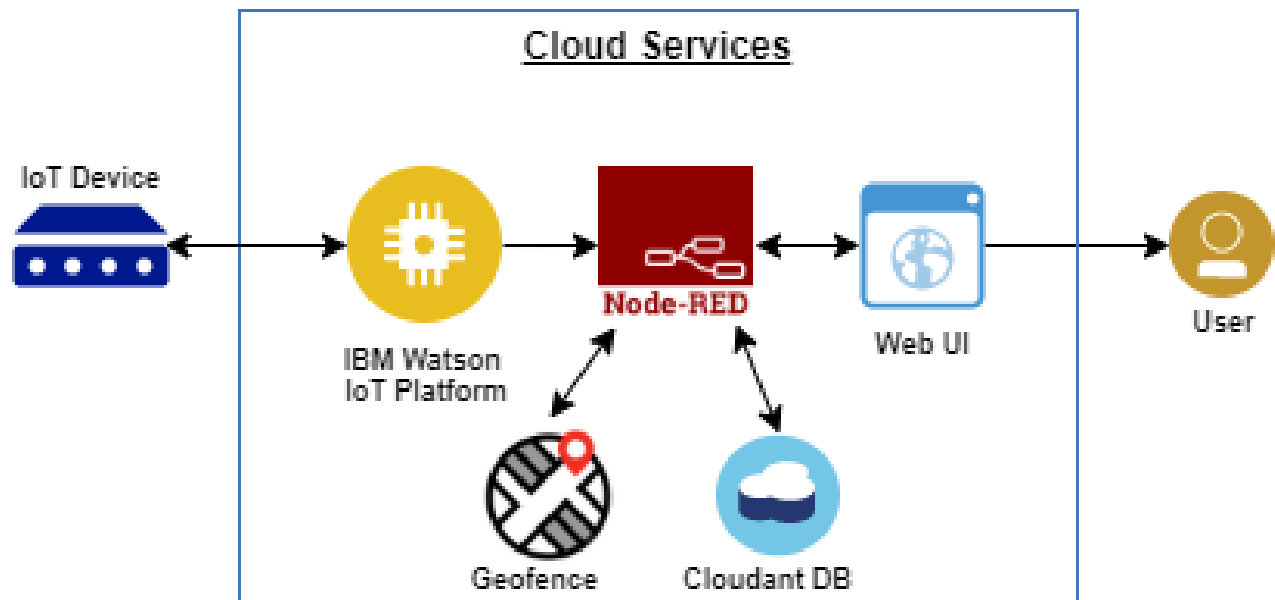 Cloud Services
IoT Device
Node-RED
IBM Watson
IoT Platform
Web UI
User
Geofence
Cloudant DB